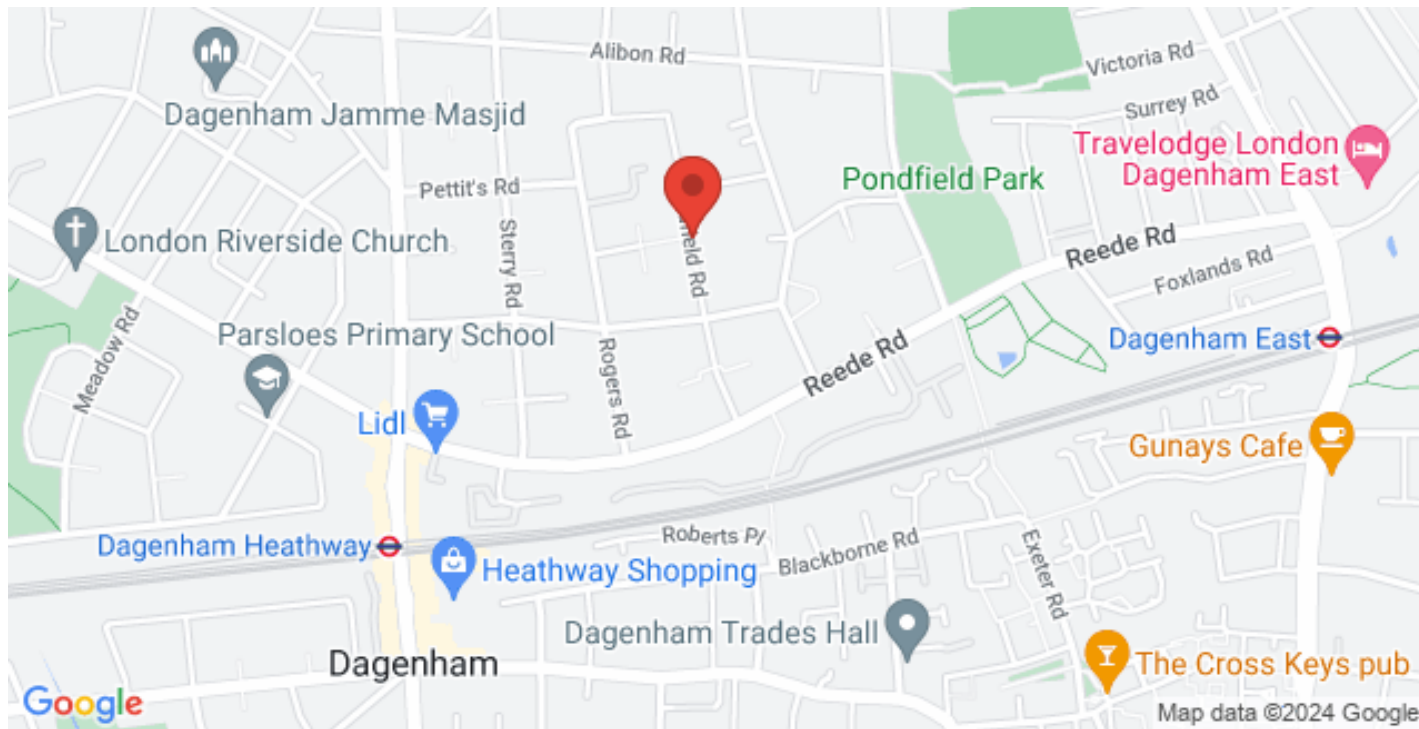 Alibon Rd
Victoria Rd
Surrey Rd
Dagenham Jamme Masjid
Travelodge London
Dagenham East
Pettit's Rd
Pondfield Park
London Riverside Church
Sterry Rd
field Rd
Reede Rd
Foxlands Rd
Meadow Rd
Parsloes Primary School
Rogers Rd
Reede Rd
Dagenham East
Lidl
Gunays Cafe
Dagenham Heathway
Roberts Pl
Blackborne Rd
Exeter Rd
Heathway Shopping
Dagenham Trades Hall
Dagenham
The Cross Keys pub
Google
Map data ©2024 Google